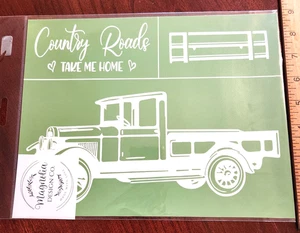 Country Roads
TAKE ME HOME
Magnolia
DESIGN CO.